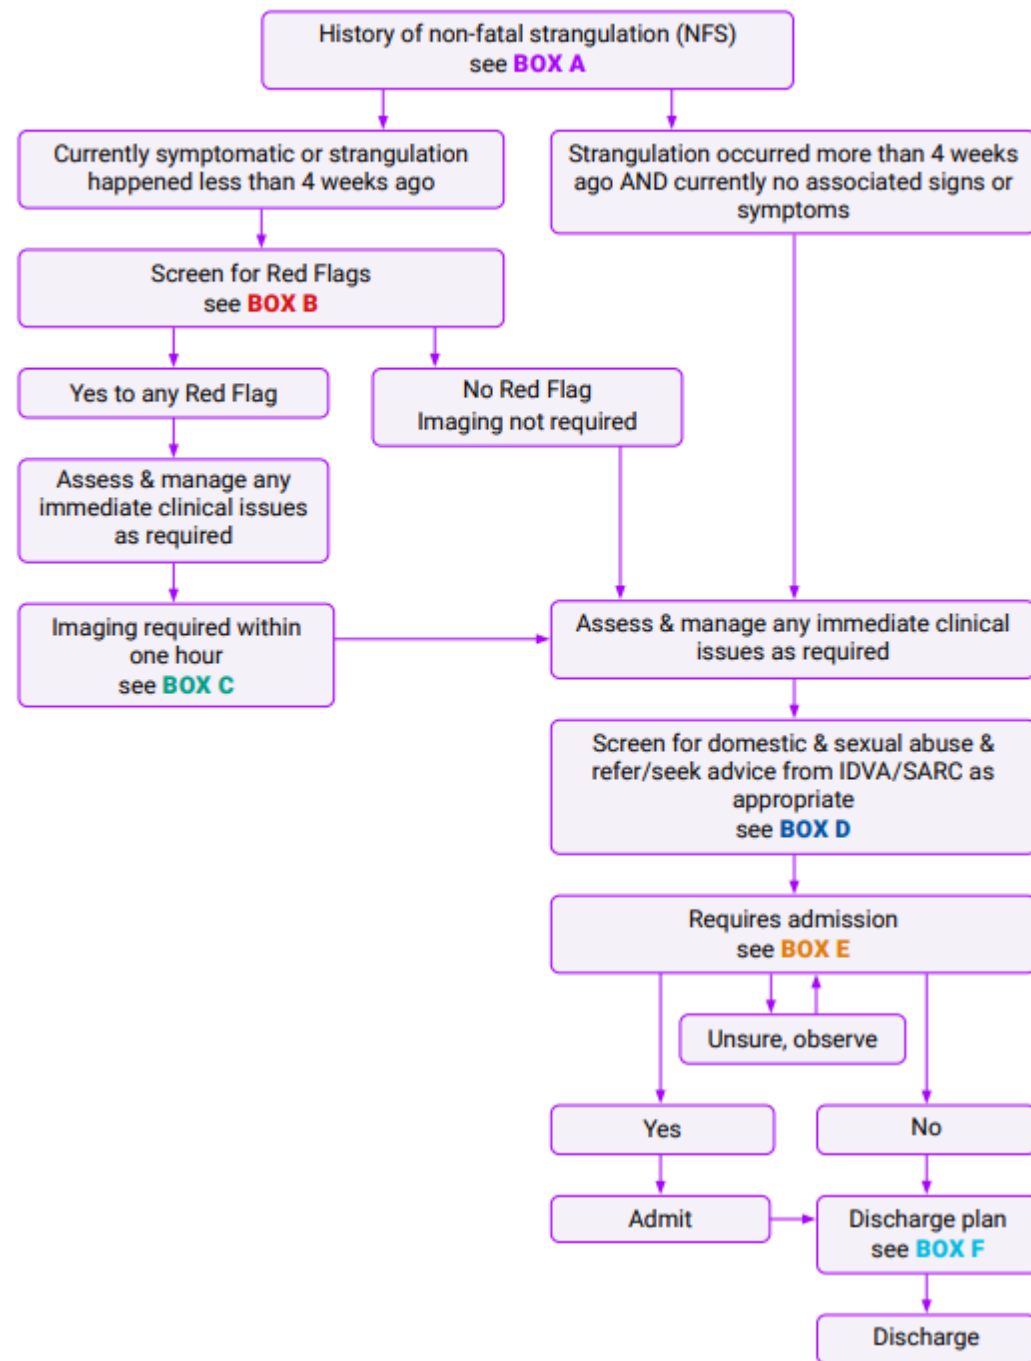 History of non-fatal strangulation (NFS)
see BOX A
Currently symptomatic or strangulation
happened less than 4 weeks ago
Strangulation occurred more than 4 weeks
ago AND currently no associated signs or
symptoms
Screen for Red Flags
see BOX B
Yes to any Red Flag
No Red Flag
Imaging not required
Assess & manage any
immediate clinical issues
as required
Imaging required within
one hour
see BOX C
Assess & manage any immediate clinical
issues as required
Screen for domestic & sexual abuse &
refer/seek advice from IDVA/SARC as
appropriate
see BOX D
Requires admission
see BOX E
Unsure, observe
Yes
No
Admit
Discharge plan
see BOX F
Discharge